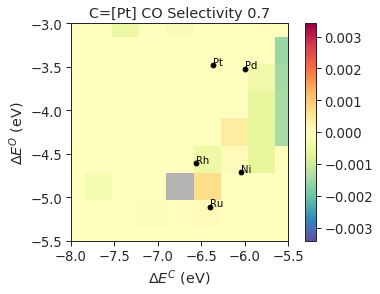 C=[Pt] CO Selectivity 0.7
−3.0
−3.5
−4.0
−4.5
−5.0
−5.5
ΔE^O (eV)
Pt
Pd
Rh
Ni
Ru
−8.0 −7.5 −7.0 −6.5 −6.0 −5.5
ΔE^C (eV)
0.003
0.002
0.001
0.000
−0.001
−0.002
−0.003